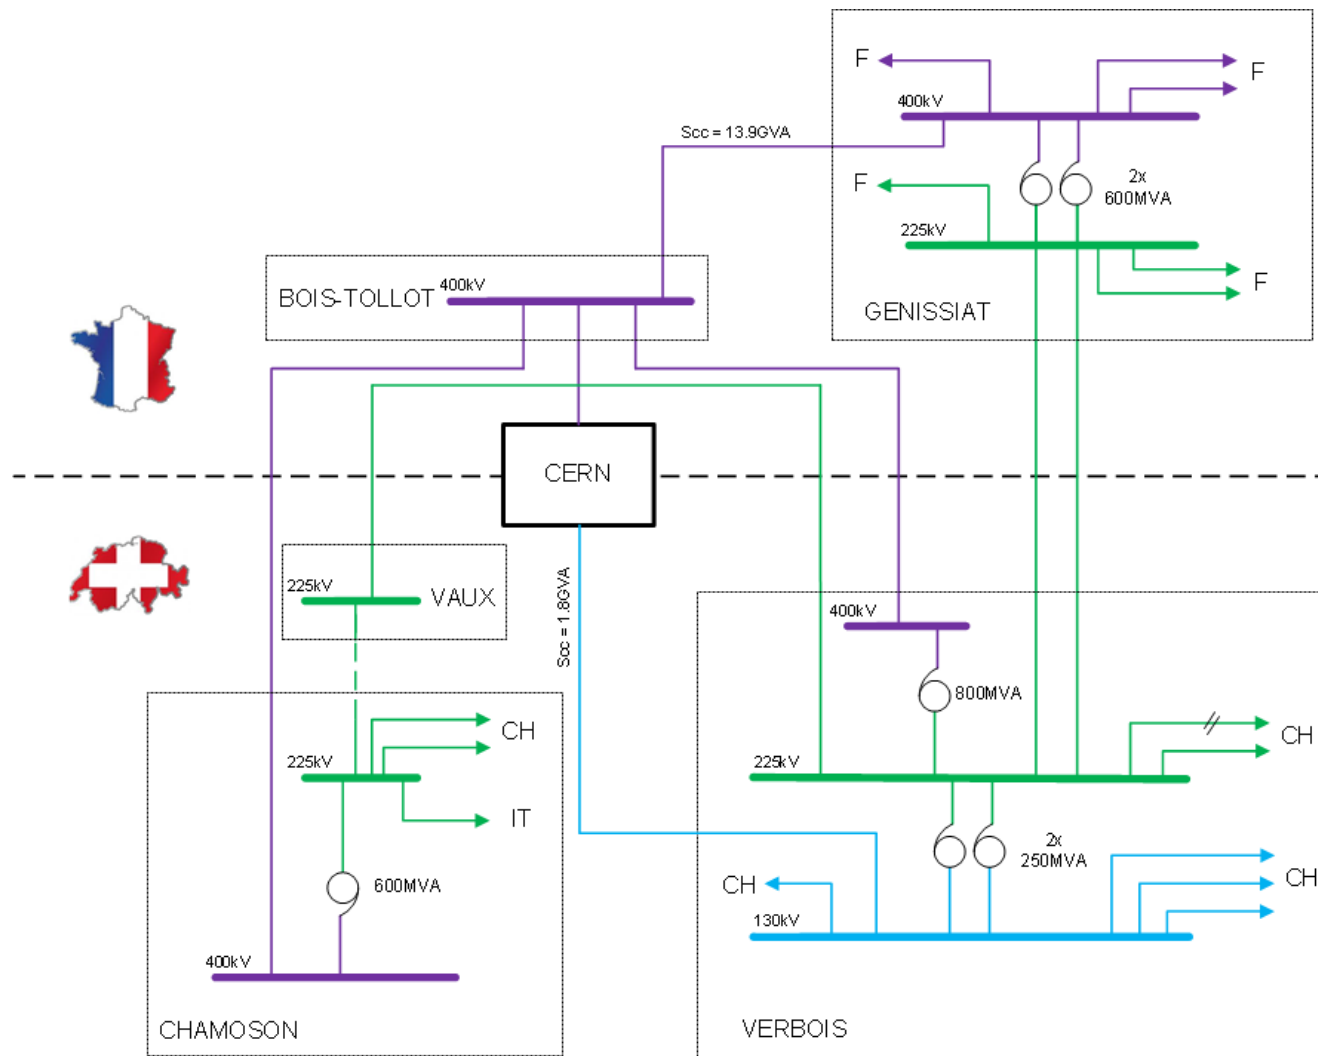 F
F
400kV
Scc = 13.9GVA
2x
600MVA
F
225kV
F
GENISSIAT
400kV
BOIS-TOLLOT
CERN
225kV
VAUX
Scc = 1.8GVA
400kV
800MVA
CH
225kV
IT
600MVA
400kV
CHAMOSON
CH
225kV
2x
250MVA
CH
CH
130kV
VERBOIS